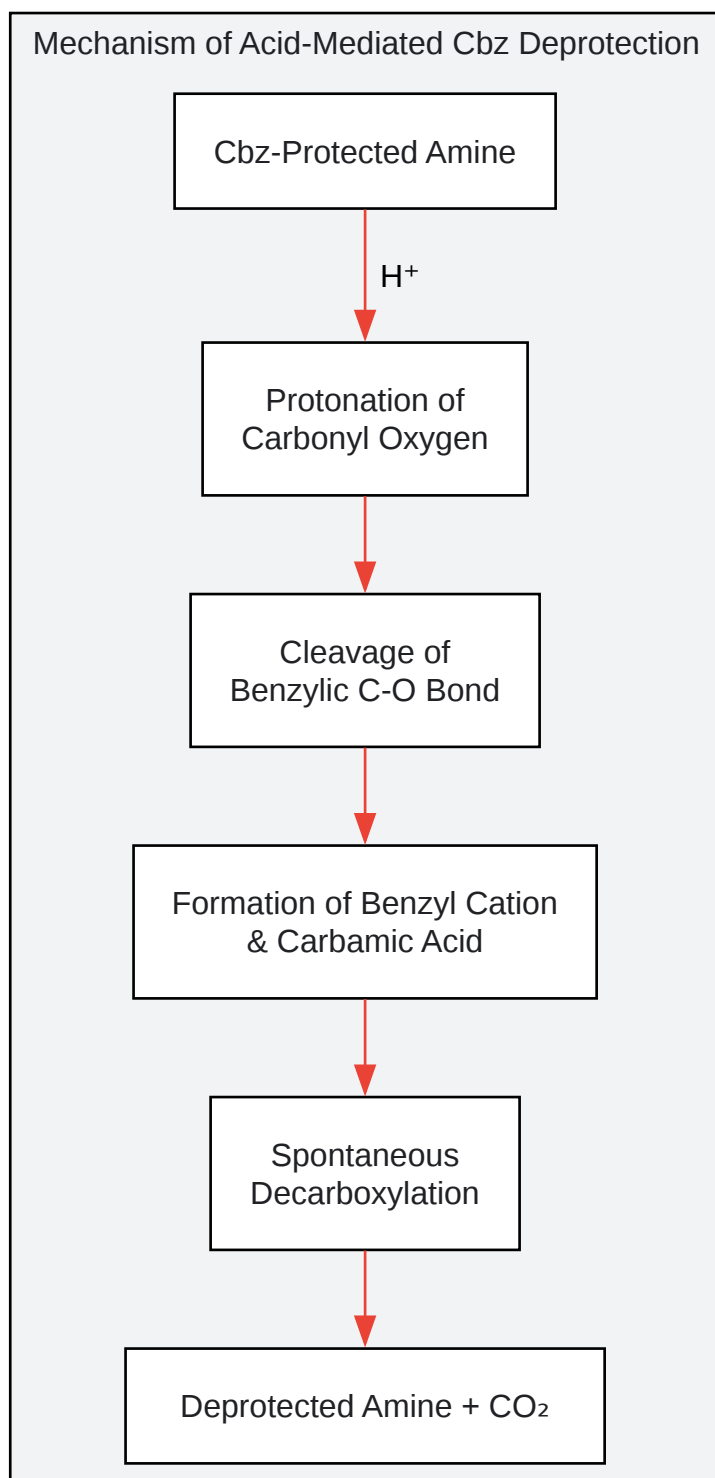 Mechanism of Acid-Mediated Cbz Deprotection
Cbz-Protected Amine
H⁺
Protonation of
Carbonyl Oxygen
Cleavage of
Benzylic C-O Bond
Formation of Benzyl Cation
& Carbamic Acid
Spontaneous
Decarboxylation
Deprotected Amine + CO₂